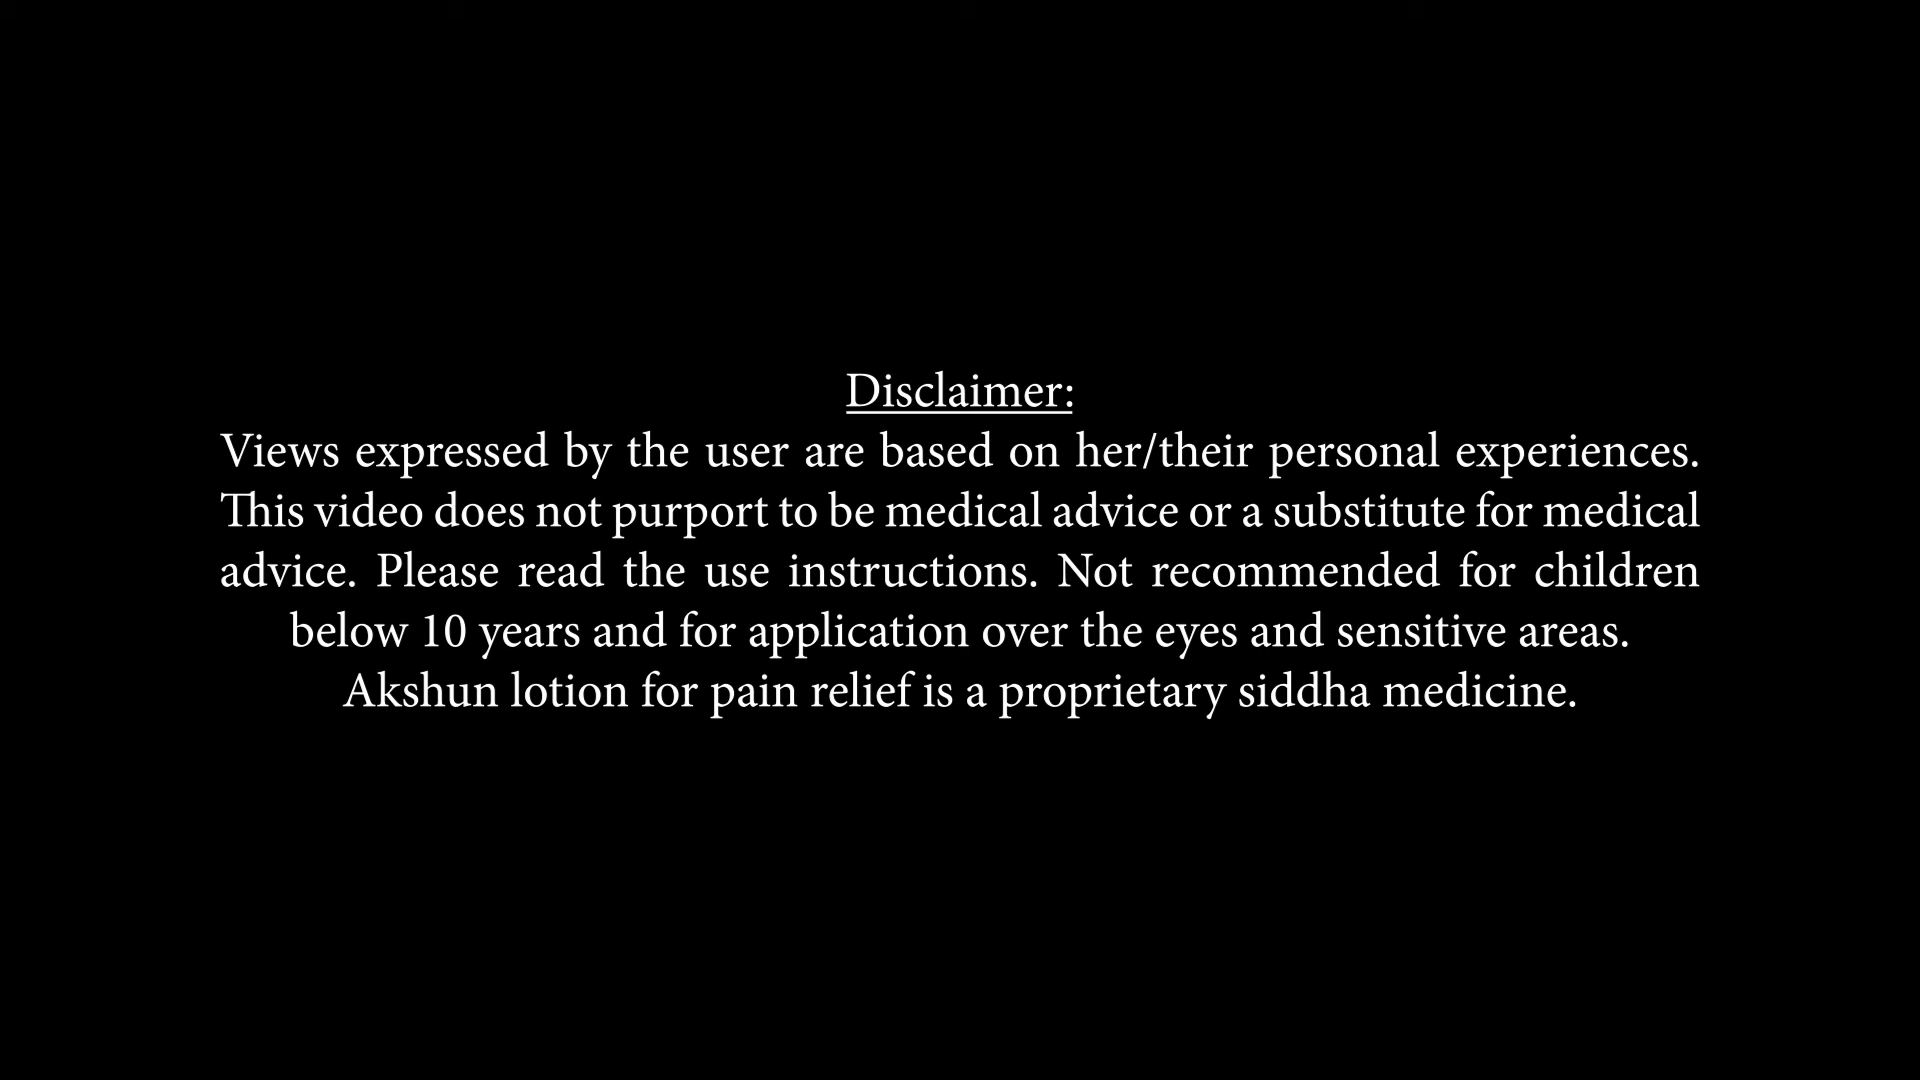 Disclaimer:
Views expressed by the user are based on her/their personal experiences.
This video does not purport to be medical advice or a substitute for medical
advice. Please read the use instructions. Not recommended for children
below 10 years and for application over the eyes and sensitive areas.
Akshun lotion for pain relief is a proprietary siddha medicine.